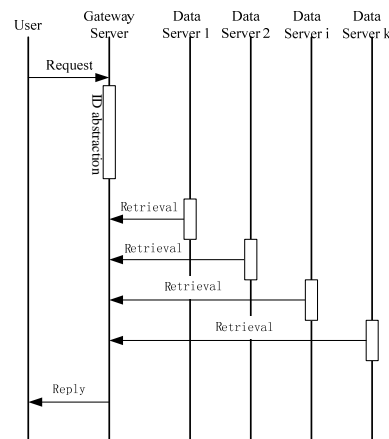 User
Gateway
Server
Data
Server 1
Data
Server 2
Data
Server i
Data
Server k
Request
ID abstraction
Retrieval
Retrieval
Retrieval
Retrieval
Reply